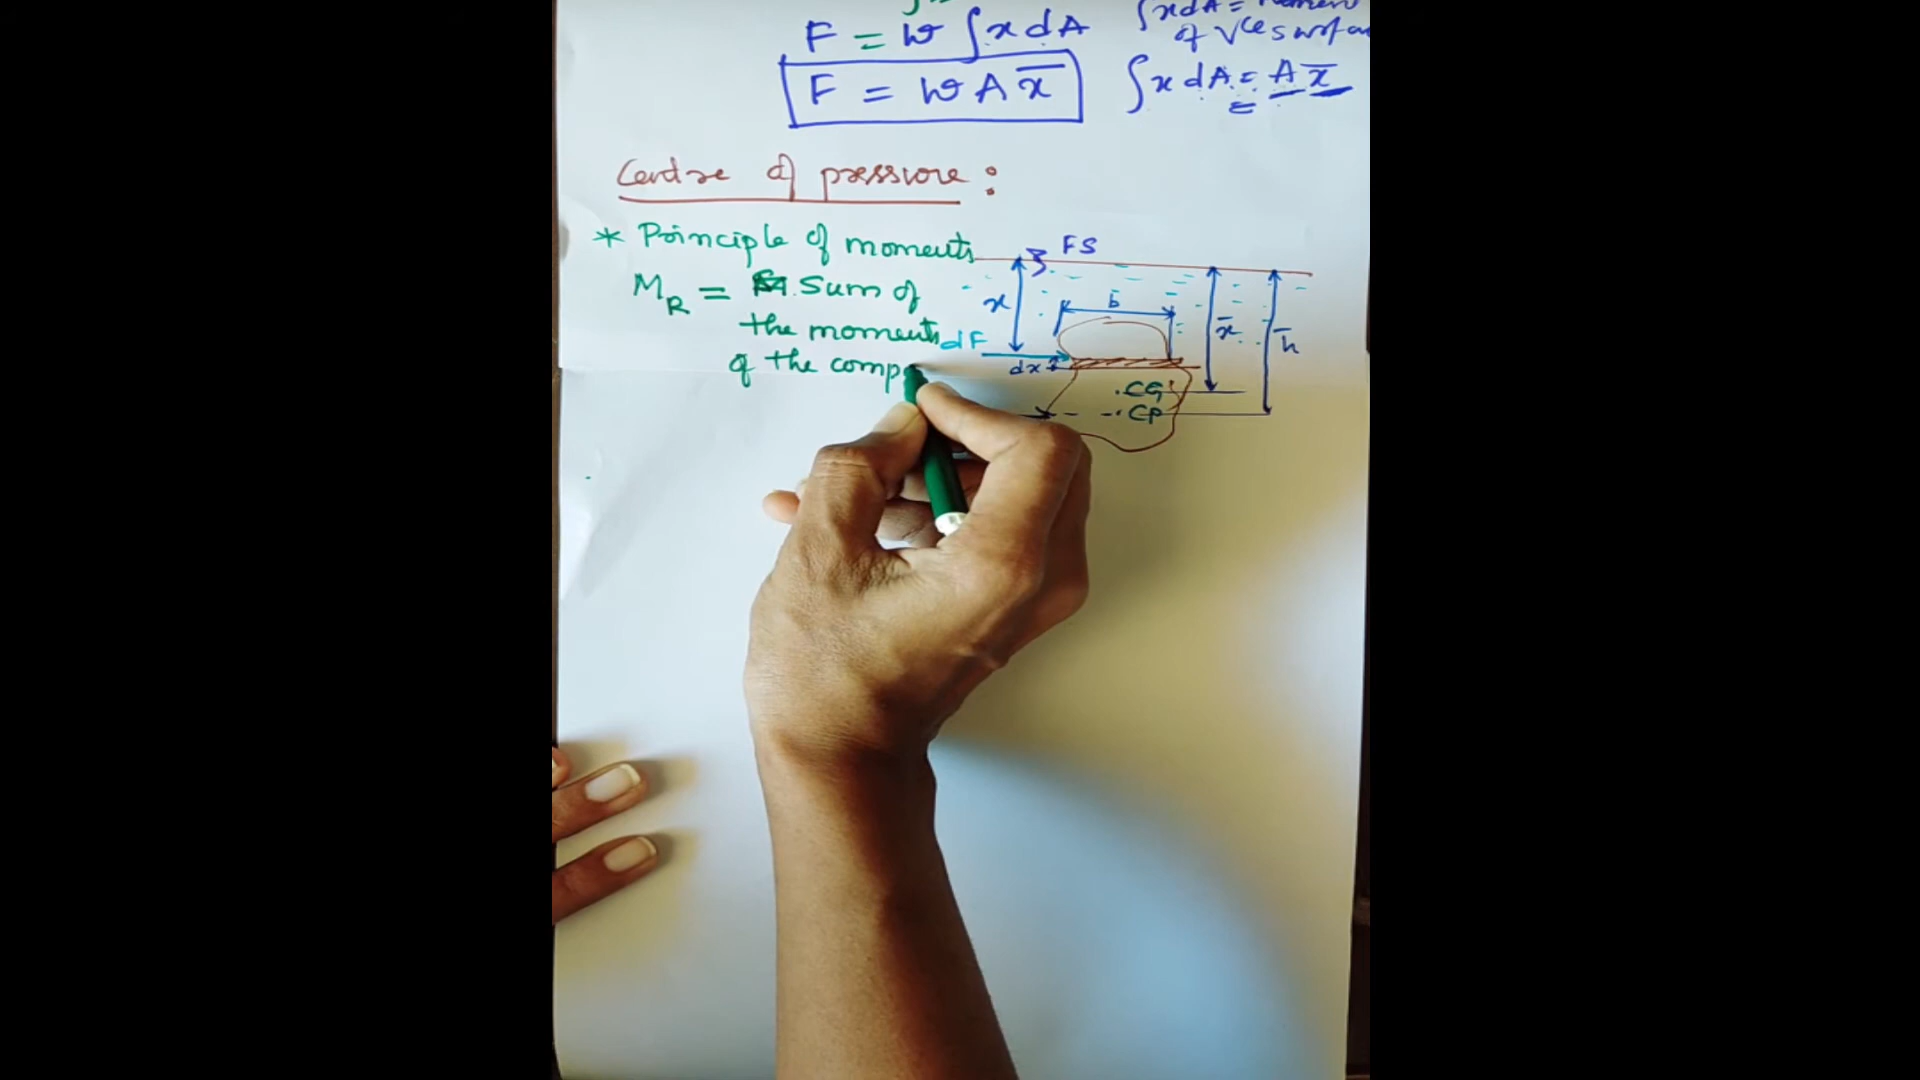 F = w ∫x dA
∫x dA =
F = w A x̄
∫x dA = A x̄
Centre of pressure :
* Principle of moments
M_R = Sum of
the moments
of the comp
FS
x
b
x̄
h̄
dF
dx
.CG
.CP